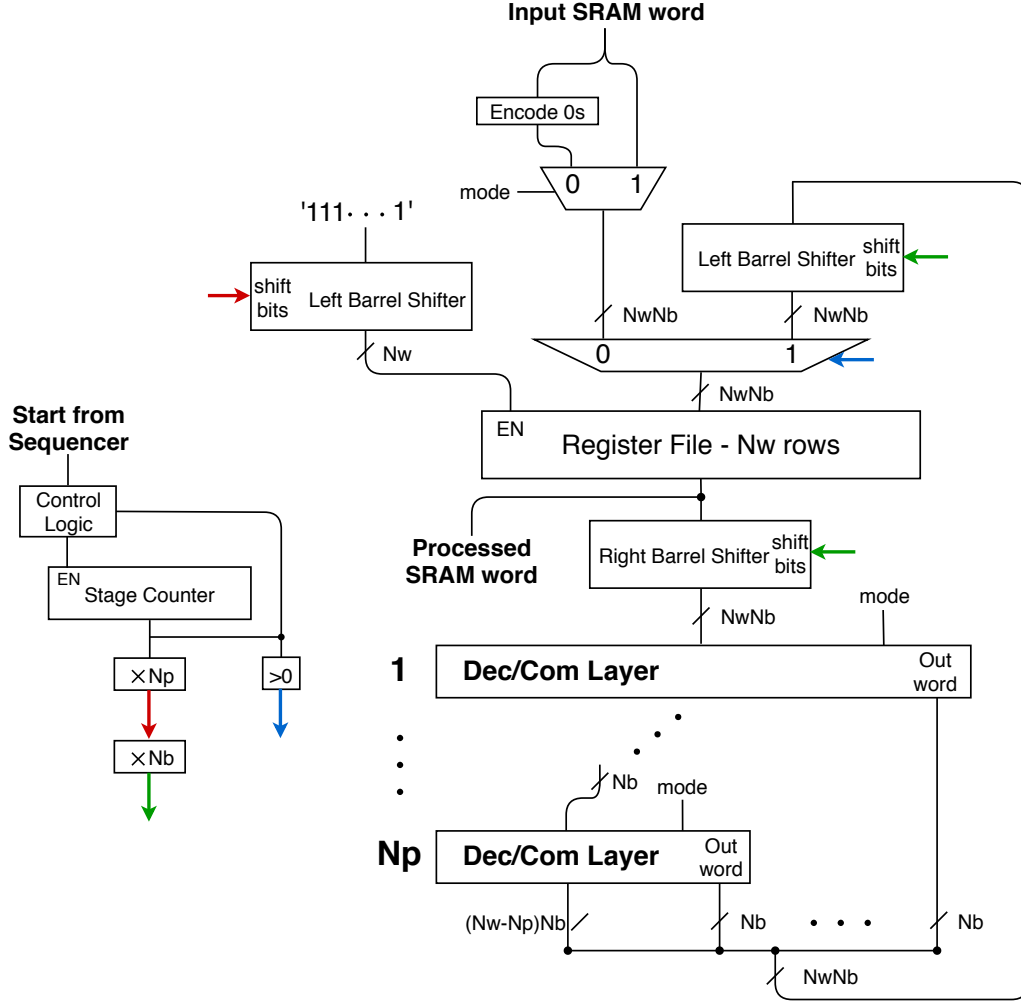 Input SRAM word
Encode 0s
0 1
mode
'111· · · 1'
shift
bits
Left Barrel Shifter
Left Barrel Shifter
shift
bits
NwNb
NwNb
Nw
0 1
NwNb
EN
Register File - Nw rows
Start from
Sequencer
Control
Logic
EN
Stage Counter
×Np
>0
×Nb
Processed
SRAM word
Right Barrel Shifter
shift
bits
NwNb
mode
1
Dec/Com Layer
Out
word
Nb
mode
Np
Dec/Com Layer
Out
word
(Nw-Np)Nb
Nb
Nb
NwNb